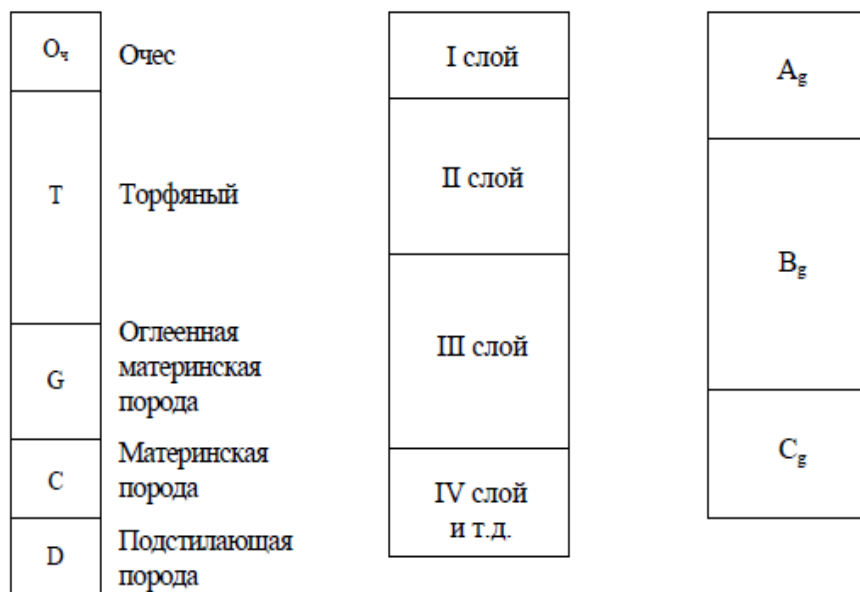 Оч Очес
Т Торфяный
G Оглеенная
материнская
порода
С Материнская
порода
D Подстилающая
порода
I слой
II слой
III слой
IV слой
и т.д.
Ag
Bg
Cg